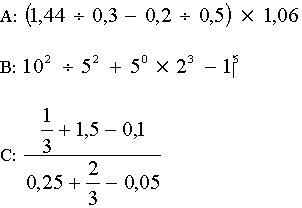 A: (1,44 ÷ 0,3 − 0,2 ÷ 0,5) × 1,06
B: 10² ÷ 5² + 5⁰ × 2³ − 1⁵
C: (1/3 + 1,5 − 0,1) / (0,25 + 2/3 − 0,05)